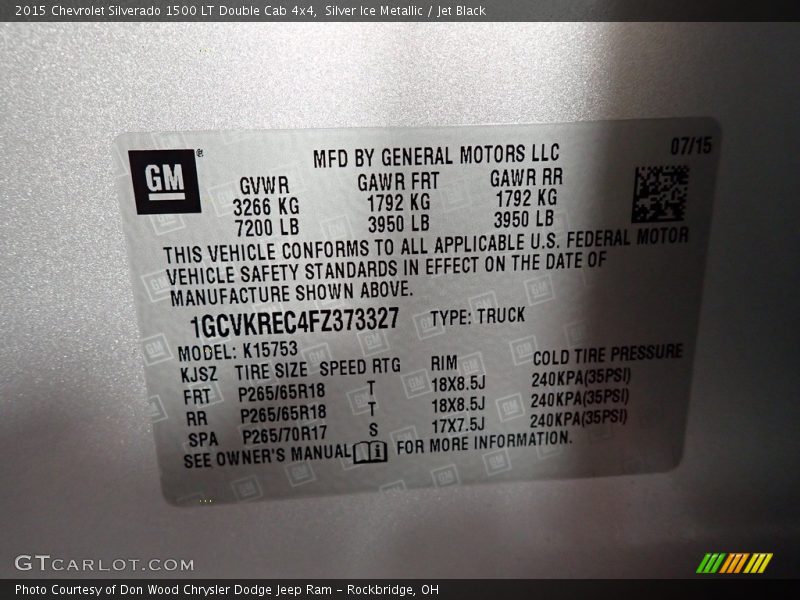 2015 Chevrolet Silverado 1500 LT Double Cab 4x4,  Silver Ice Metallic / Jet Black
GM®
MFD BY GENERAL MOTORS LLC
07/15
GVWR GAWR FRT GAWR RR
3266 KG 1792 KG 1792 KG
7200 LB 3950 LB 3950 LB
THIS VEHICLE CONFORMS TO ALL APPLICABLE U.S. FEDERAL MOTOR
VEHICLE SAFETY STANDARDS IN EFFECT ON THE DATE OF
MANUFACTURE SHOWN ABOVE.
1GCVKREC4FZ373327 TYPE: TRUCK
MODEL: K15753
KJSZ TIRE SIZE SPEED RTG RIM COLD TIRE PRESSURE
FRT P265/65R18 T 18X8.5J 240KPA(35PSI)
RR P265/65R18 T 18X8.5J 240KPA(35PSI)
SPA P265/70R17 S 17X7.5J 240KPA(35PSI)
SEE OWNER'S MANUAL i FOR MORE INFORMATION.
GTCARLOT.COM
Photo Courtesy of Don Wood Chrysler Dodge Jeep Ram – Rockbridge, OH